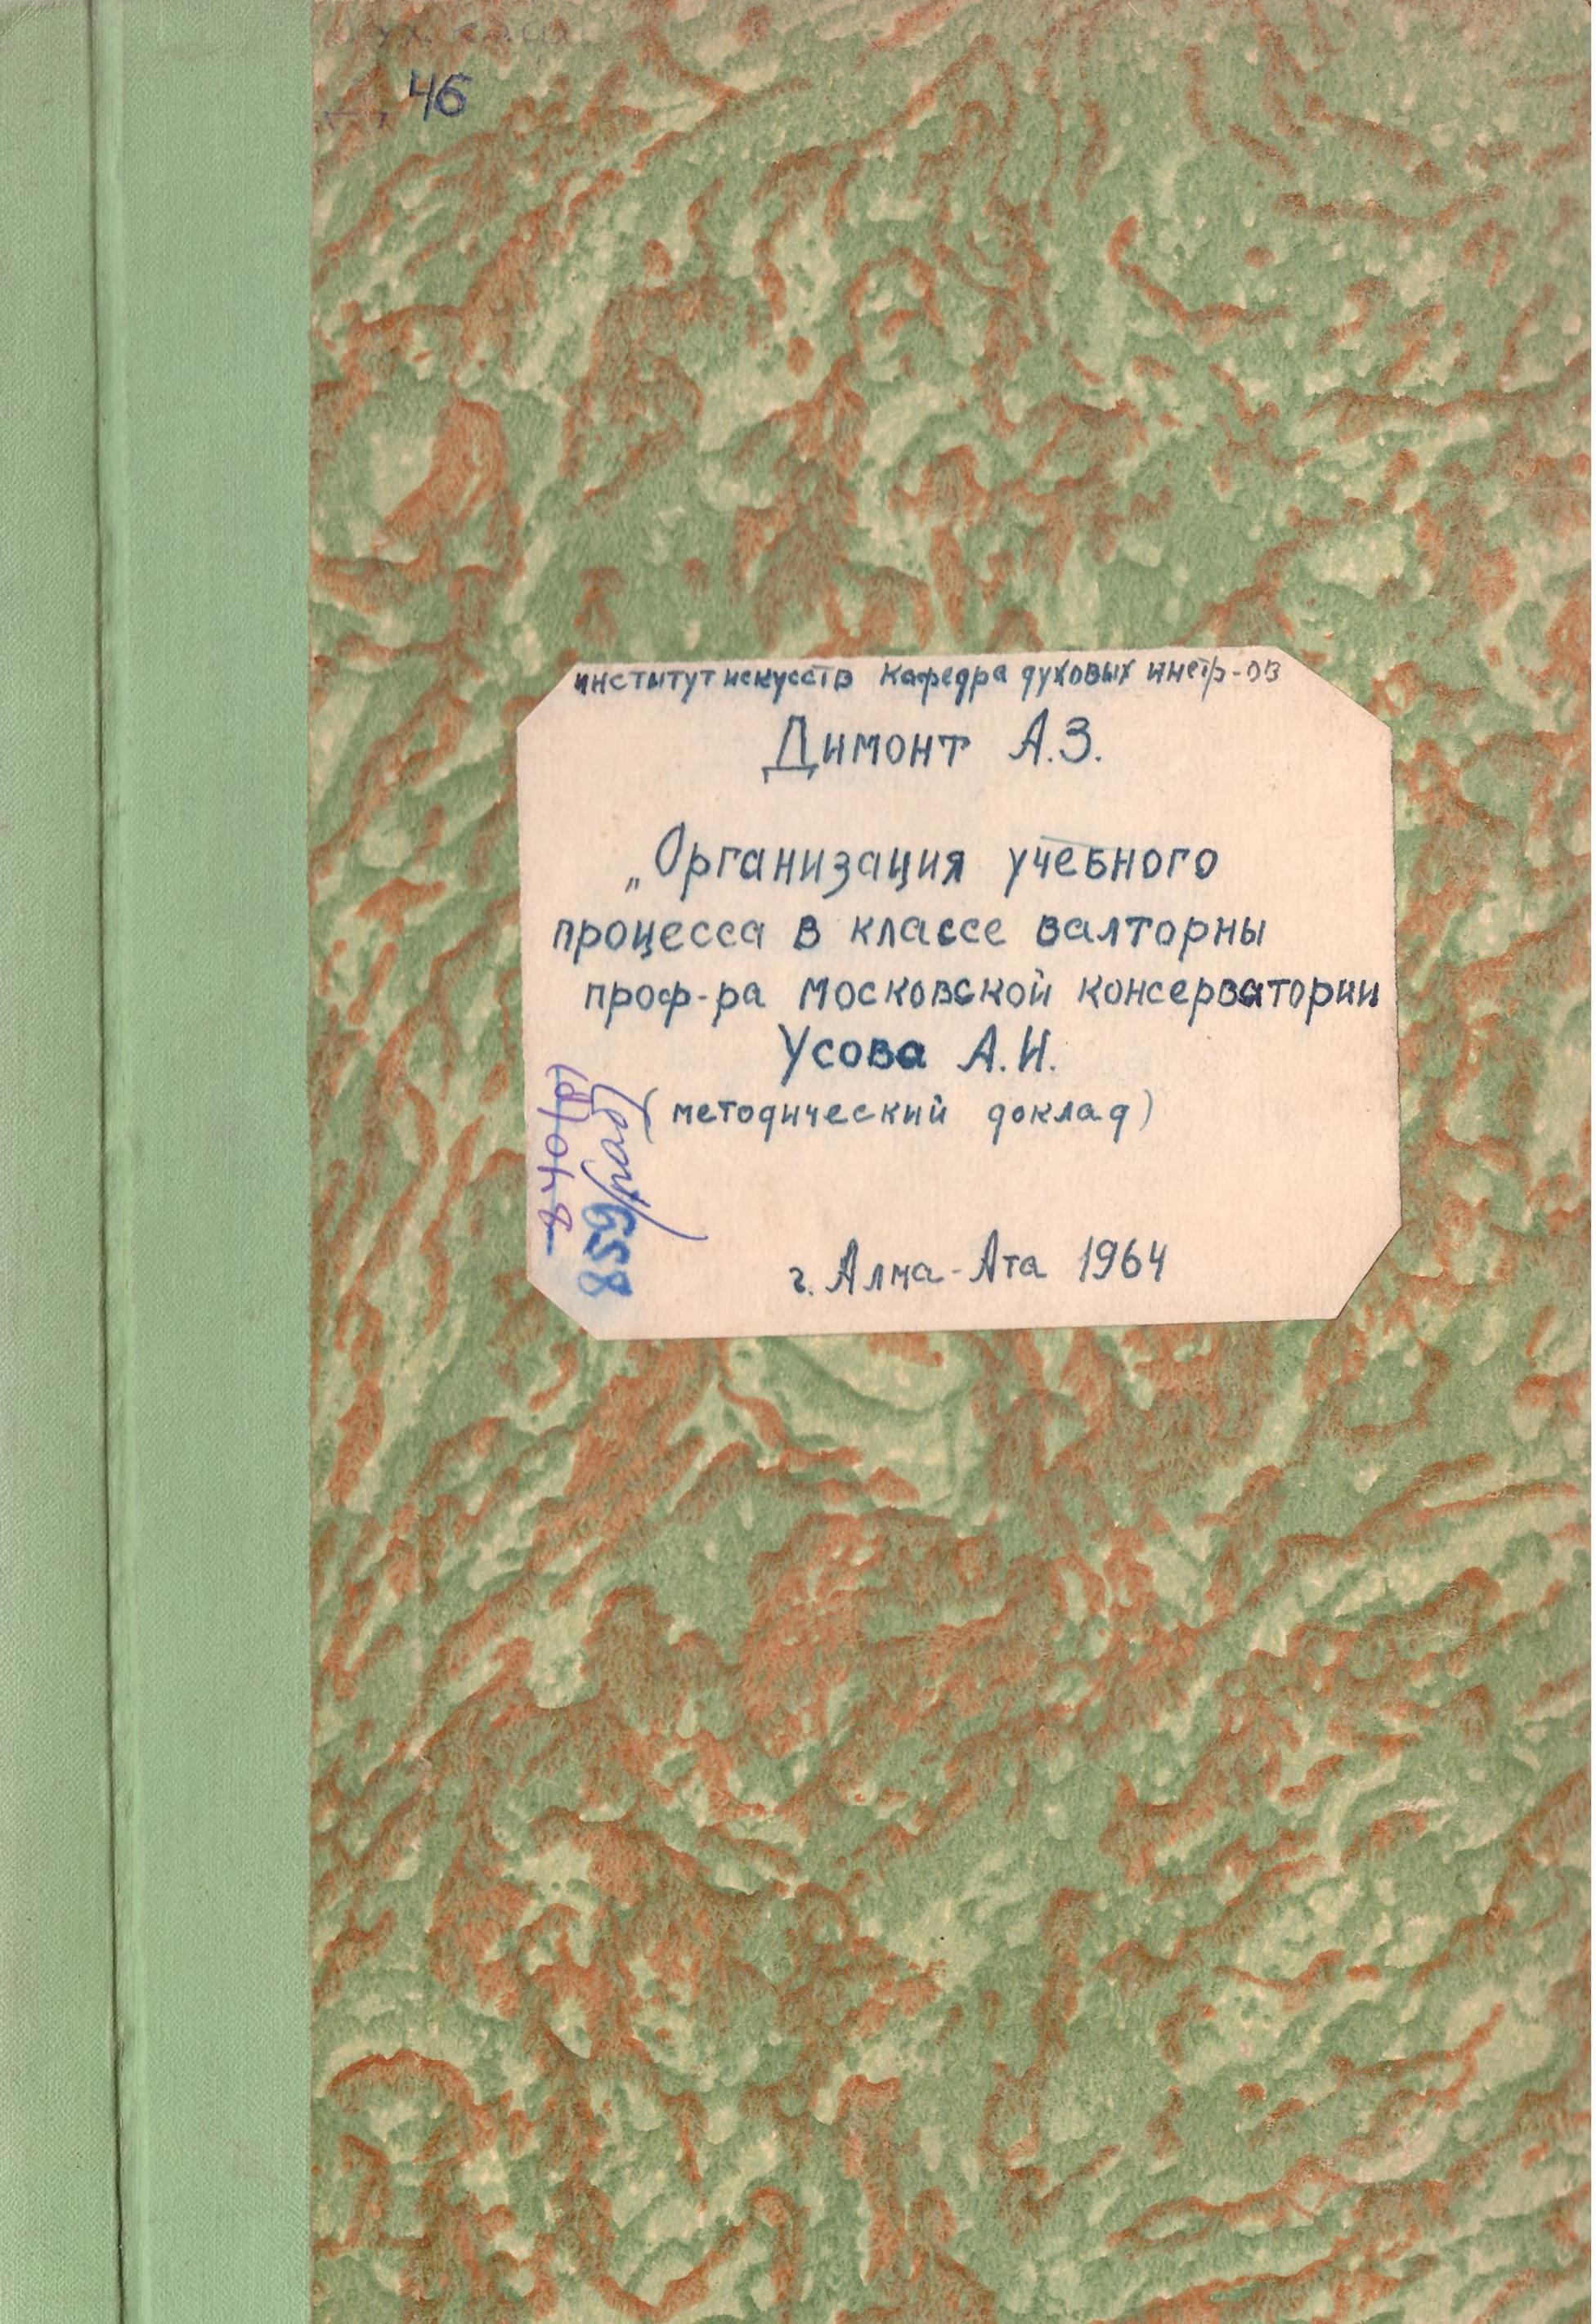 46
институт искусств кафедра духовых инстр-ов
Димонт А.З.
„Организация учебного
процесса в классе валторны
проф-ра московской консерватории
Усова А.И.
(методический доклад)
г. Алма-Ата 1964
859